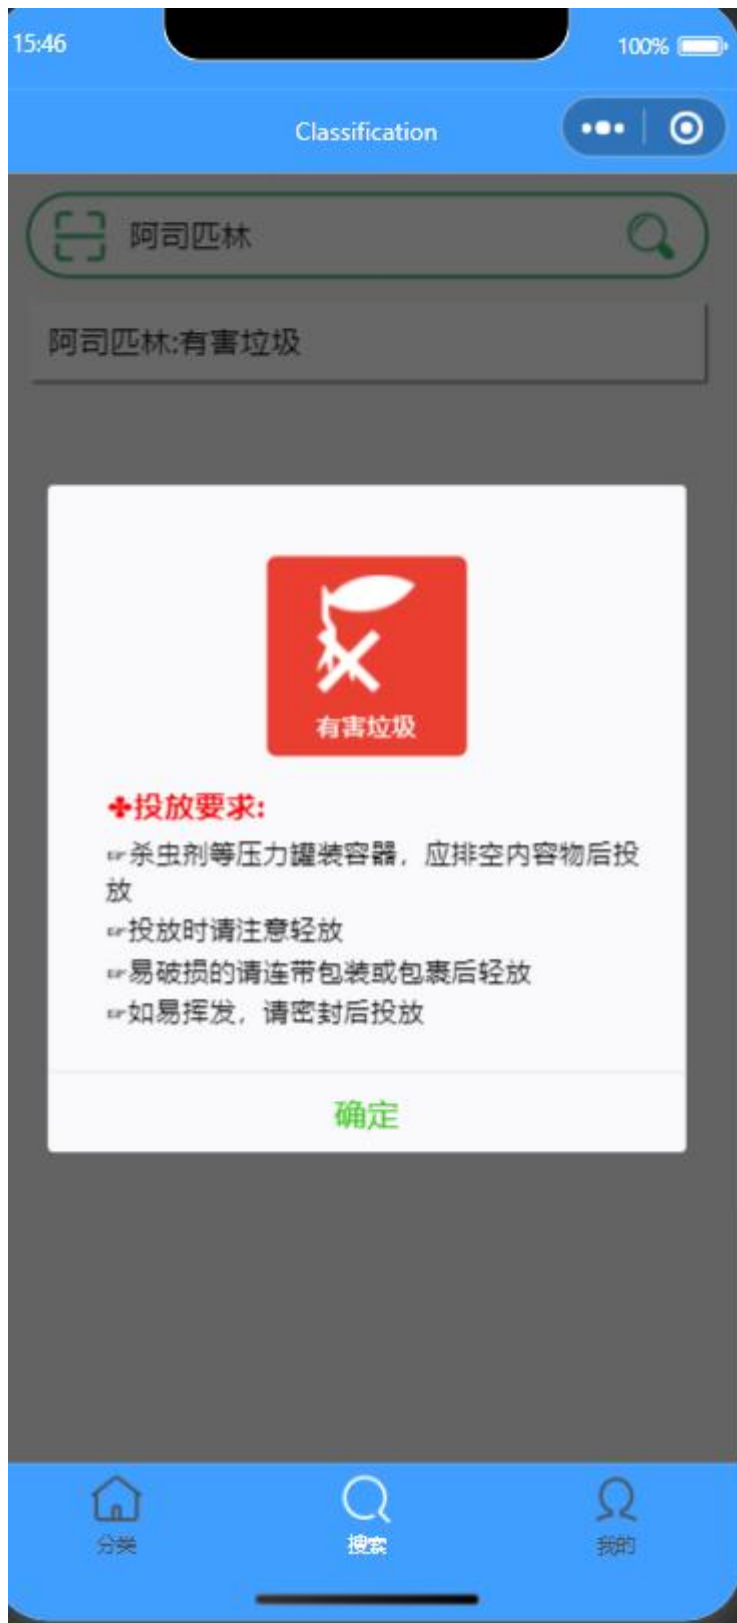 15:46
100%
Classification
阿司匹林
阿司匹林:有害垃圾
有害垃圾
✤投放要求:
☞杀虫剂等压力罐装容器，应排空内容物后投
放
☞投放时请注意轻放
☞易破损的请连带包装或包裹后轻放
☞如易挥发，请密封后投放
确定
分类
搜索
我的